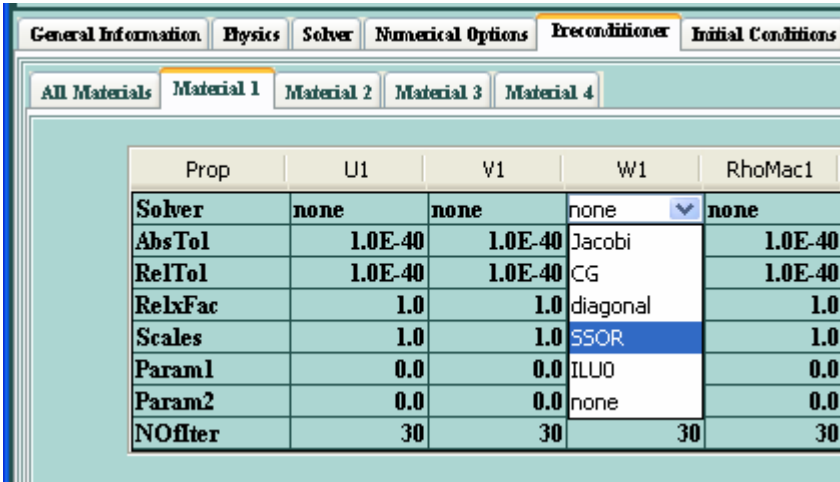 General Information Physics Solver Numerical Options Preconditioner Initial Conditions
All Materials Material 1 Material 2 Material 3 Material 4
Prop U1 V1 W1 RhoMac1
Solver none none none none
AbsTol 1.0E-40 1.0E-40 Jacobi 1.0E-40
RelTol 1.0E-40 1.0E-40 CG 1.0E-40
RelxFac 1.0 1.0 diagonal 1.0
Scales 1.0 1.0 SSOR 1.0
Param1 0.0 0.0 ILU0 0.0
Param2 0.0 0.0 none 0.0
NOfIter 30 30 30 30